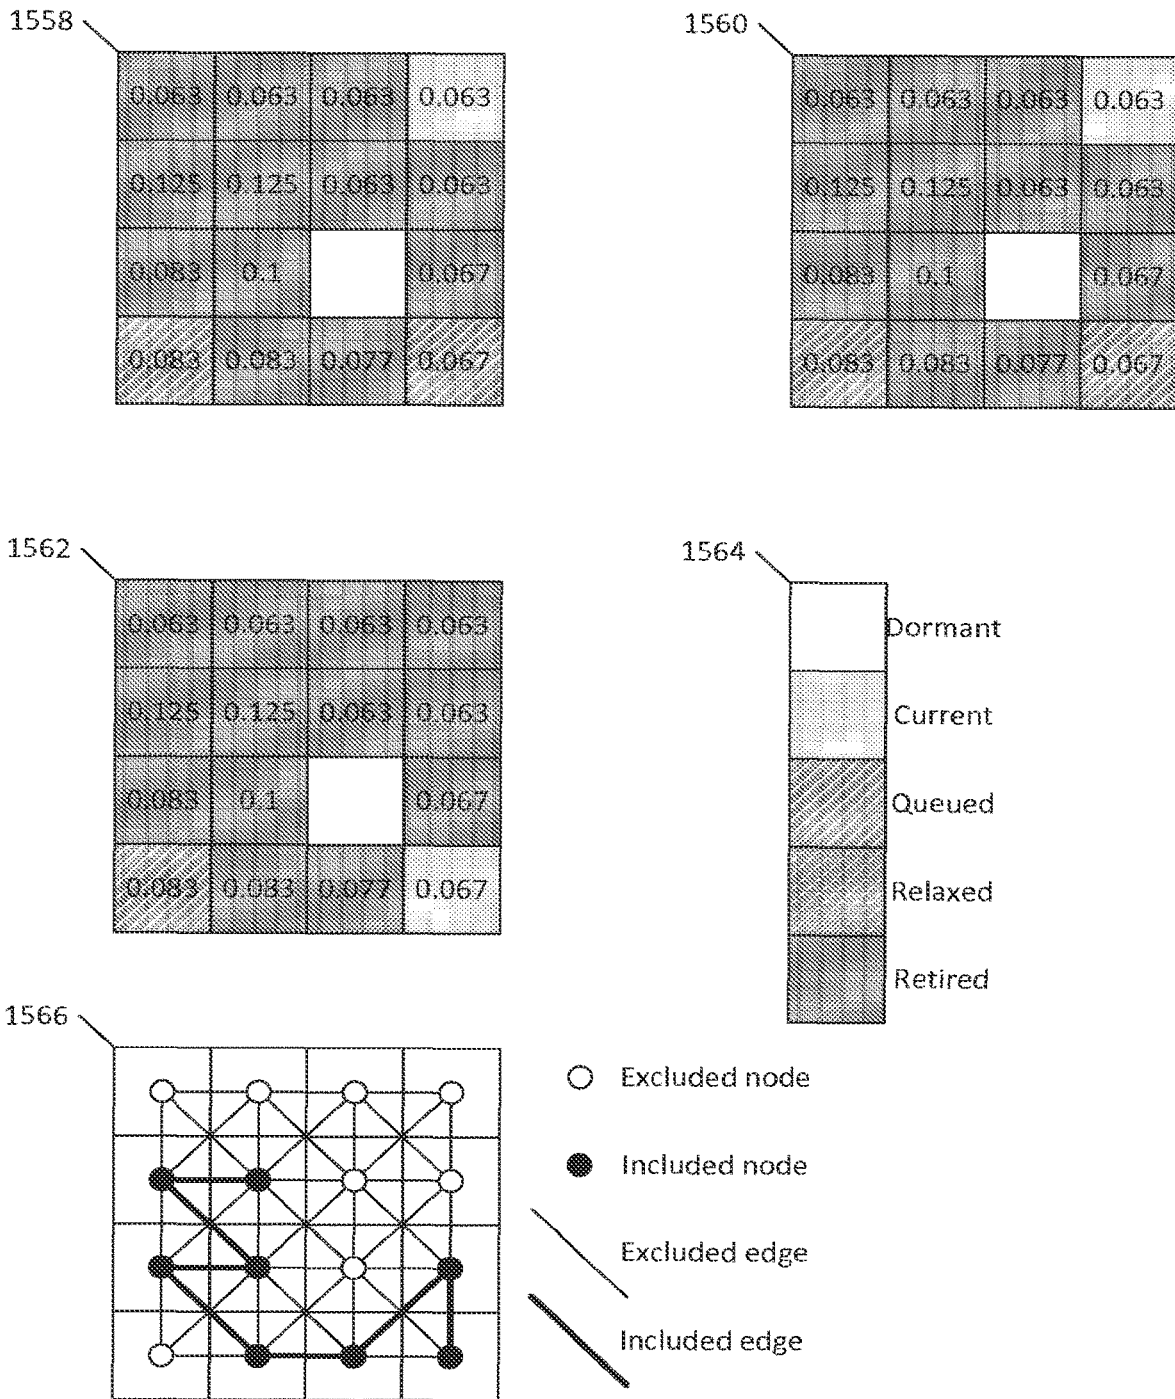 1558
0.063 0.063 0.063 0.063
0.125 0.125 0.063 0.063
0.083 0.1 0.067
0.083 0.083 0.077 0.067
1560
0.063 0.063 0.063 0.063
0.125 0.125 0.063 0.063
0.083 0.1 0.067
0.083 0.083 0.077 0.067
1562
0.063 0.063 0.063 0.063
0.125 0.125 0.063 0.063
0.083 0.1 0.067
0.083 0.083 0.077 0.067
1564
Dormant
Current
Queued
Relaxed
Retired
1566
Excluded node
Included node
Excluded edge
Included edge